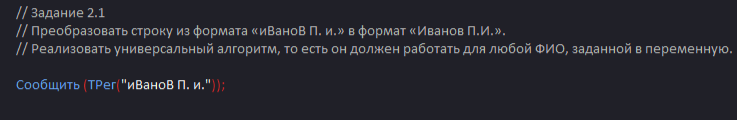 // Задание 2.1
// Преобразовать строку из формата «иВаноВ П. и.» в формат «Иванов П.И.».
// Реализовать универсальный алгоритм, то есть он должен работать для любой ФИО, заданной в переменную.
Сообщить (ТРег("иВаноВ П. и."));